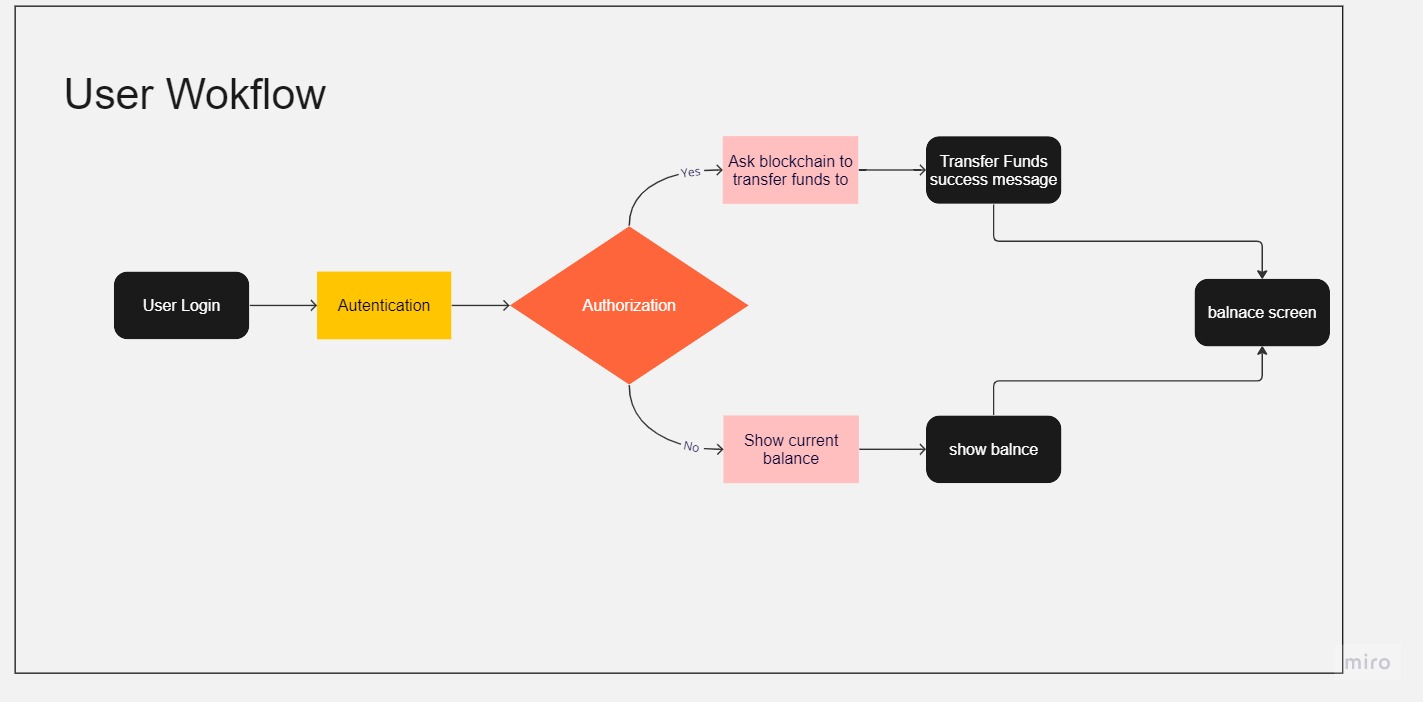 User Wokflow
Ask blockchain to
transfer funds to
Transfer Funds
success message
Yes
User Login
Autentication
Authorization
balnace screen
No
Show current
balance
show balnce
miro